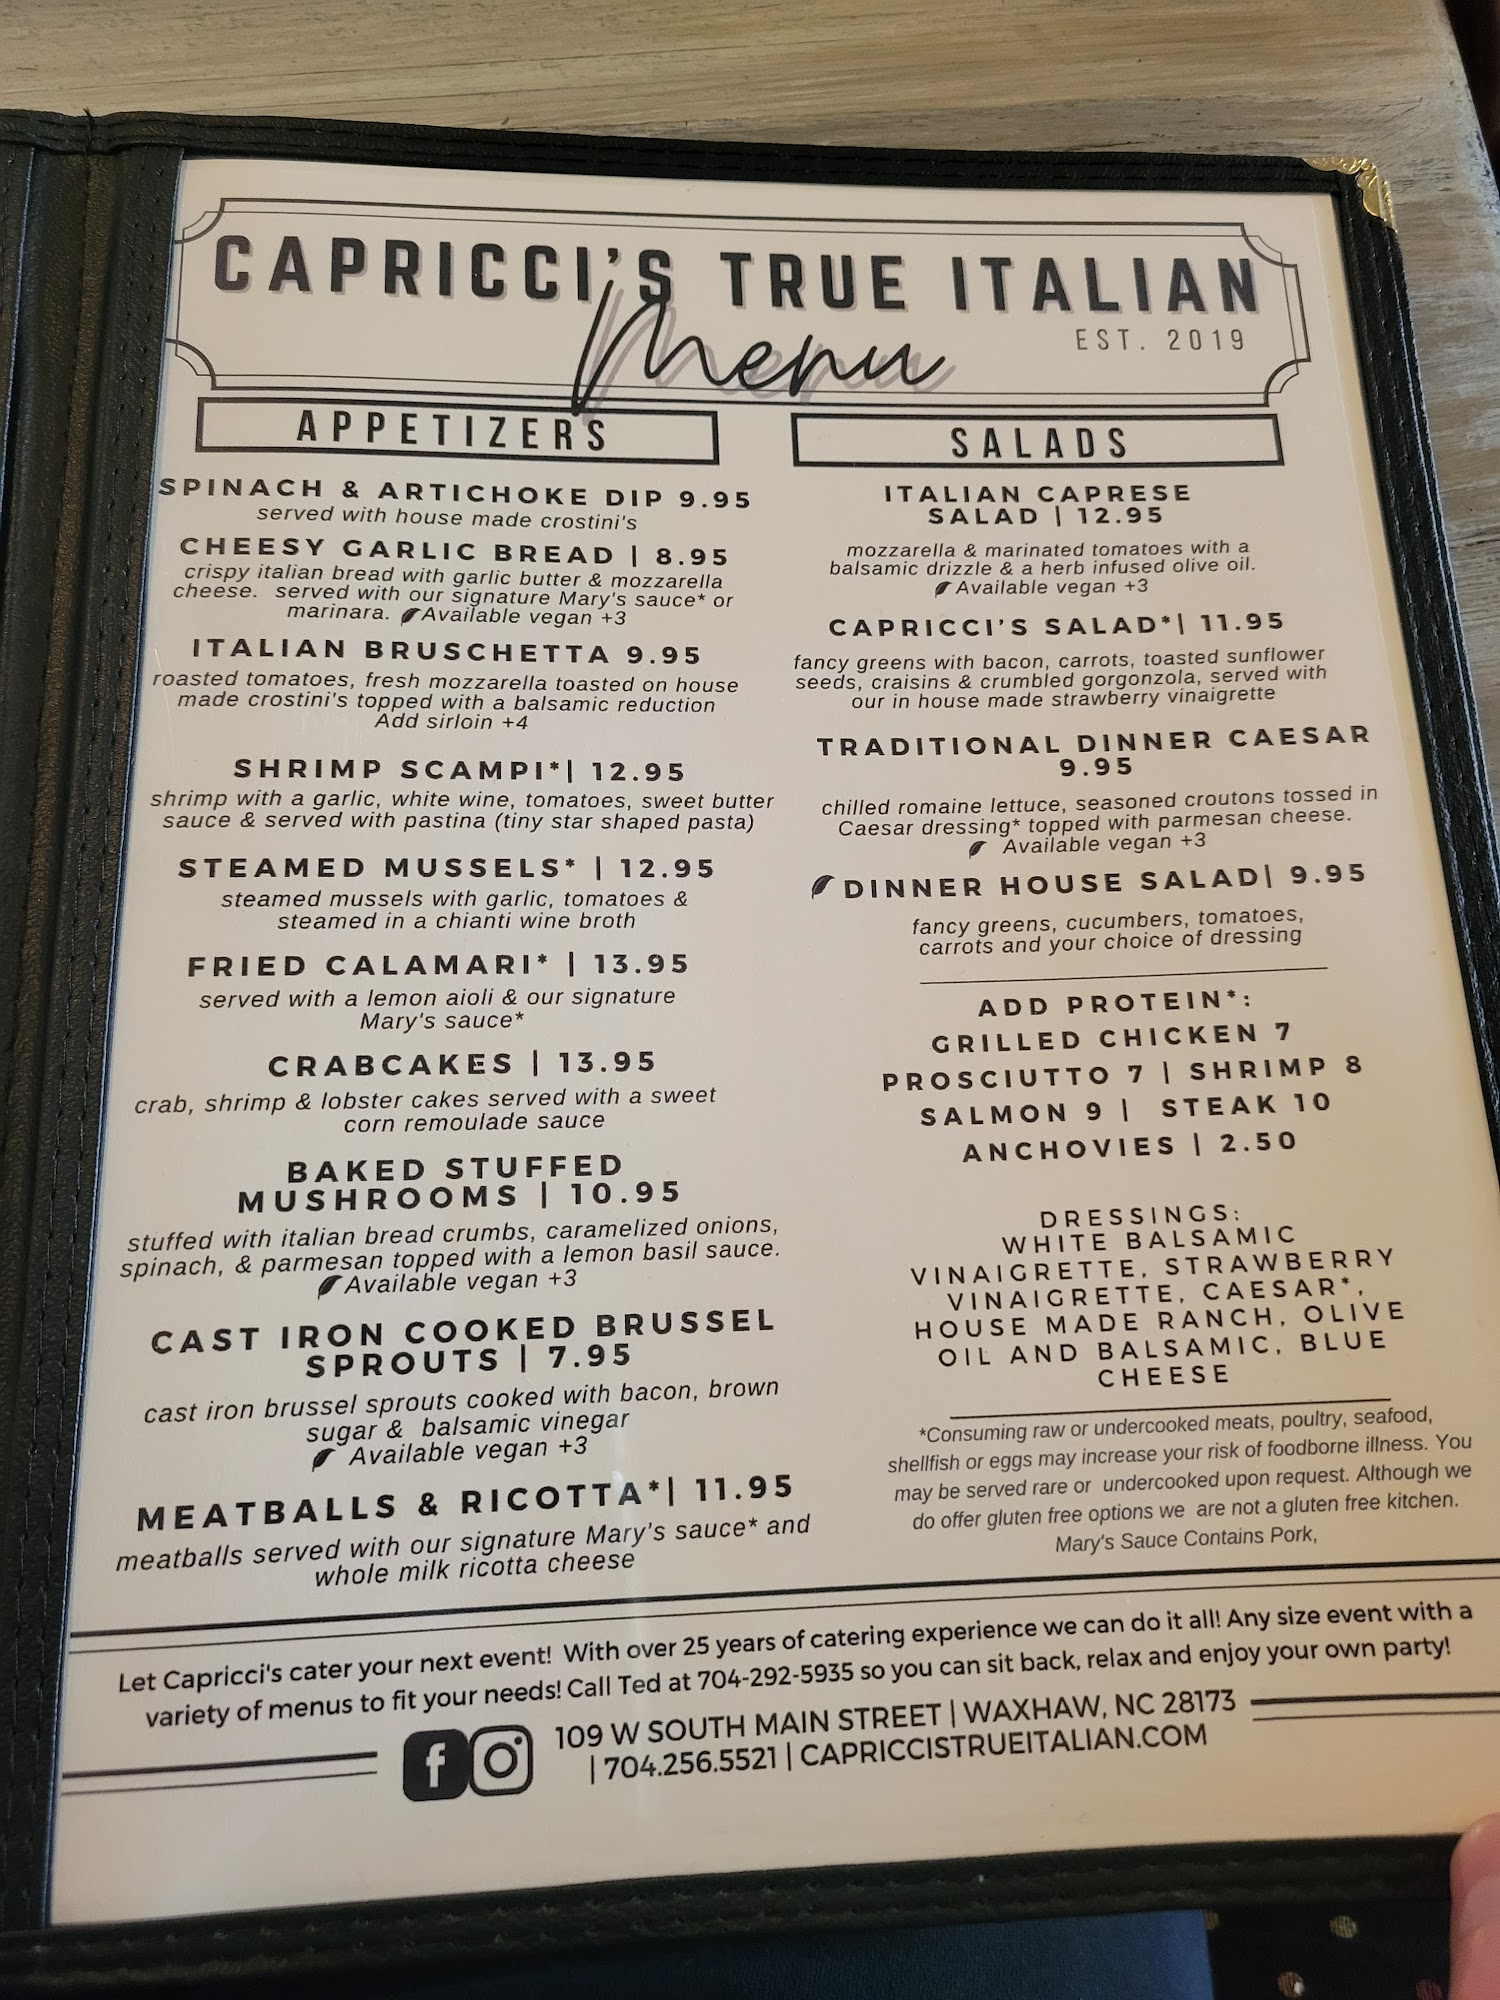 CAPRICCI'S TRUE ITALIAN
EST. 2019
Menu
APPETIZERS
SPINACH & ARTICHOKE DIP 9.95
served with house made crostini's
CHEESY GARLIC BREAD | 8.95
crispy italian bread with garlic butter & mozzarella
cheese. served with our signature Mary's sauce* or
marinara. Available vegan +3
ITALIAN BRUSCHETTA 9.95
roasted tomatoes, fresh mozzarella toasted on house
made crostini's topped with a balsamic reduction
Add sirloin +4
SHRIMP SCAMPI*| 12.95
shrimp with a garlic, white wine, tomatoes, sweet butter
sauce & served with pastina (tiny star shaped pasta)
STEAMED MUSSELS* | 12.95
steamed mussels with garlic, tomatoes &
steamed in a chianti wine broth
FRIED CALAMARI* | 13.95
served with a lemon aioli & our signature
Mary's sauce*
CRABCAKES | 13.95
crab, shrimp & lobster cakes served with a sweet
corn remoulade sauce
BAKED STUFFED
MUSHROOMS | 10.95
stuffed with italian bread crumbs, caramelized onions,
spinach, & parmesan topped with a lemon basil sauce.
Available vegan +3
CAST IRON COOKED BRUSSEL
SPROUTS | 7.95
cast iron brussel sprouts cooked with bacon, brown
sugar & balsamic vinegar
Available vegan +3
MEATBALLS & RICOTTA*| 11.95
meatballs served with our signature Mary's sauce* and
whole milk ricotta cheese
SALADS
ITALIAN CAPRESE
SALAD | 12.95
mozzarella & marinated tomatoes with a
balsamic drizzle & a herb infused olive oil.
Available vegan +3
CAPRICCI'S SALAD*| 11.95
fancy greens with bacon, carrots, toasted sunflower
seeds, craisins & crumbled gorgonzola, served with
our in house made strawberry vinaigrette
TRADITIONAL DINNER CAESAR
9.95
chilled romaine lettuce, seasoned croutons tossed in
Caesar dressing* topped with parmesan cheese.
Available vegan +3
DINNER HOUSE SALAD| 9.95
fancy greens, cucumbers, tomatoes,
carrots and your choice of dressing
ADD PROTEIN*:
GRILLED CHICKEN 7
PROSCIUTTO 7 | SHRIMP 8
SALMON 9 | STEAK 10
ANCHOVIES | 2.50
DRESSINGS:
WHITE BALSAMIC
VINAIGRETTE, STRAWBERRY
VINAIGRETTE, CAESAR*,
HOUSE MADE RANCH, OLIVE
OIL AND BALSAMIC, BLUE
CHEESE
*Consuming raw or undercooked meats, poultry, seafood,
shellfish or eggs may increase your risk of foodborne illness. You
may be served rare or undercooked upon request. Although we
do offer gluten free options we are not a gluten free kitchen.
Mary's Sauce Contains Pork,
Let Capricci's cater your next event! With over 25 years of catering experience we can do it all! Any size event with a
variety of menus to fit your needs! Call Ted at 704-292-5935 so you can sit back, relax and enjoy your own party!
109 W SOUTH MAIN STREET | WAXHAW, NC 28173
| 704.256.5521 | CAPRICCISTRUEITALIAN.COM